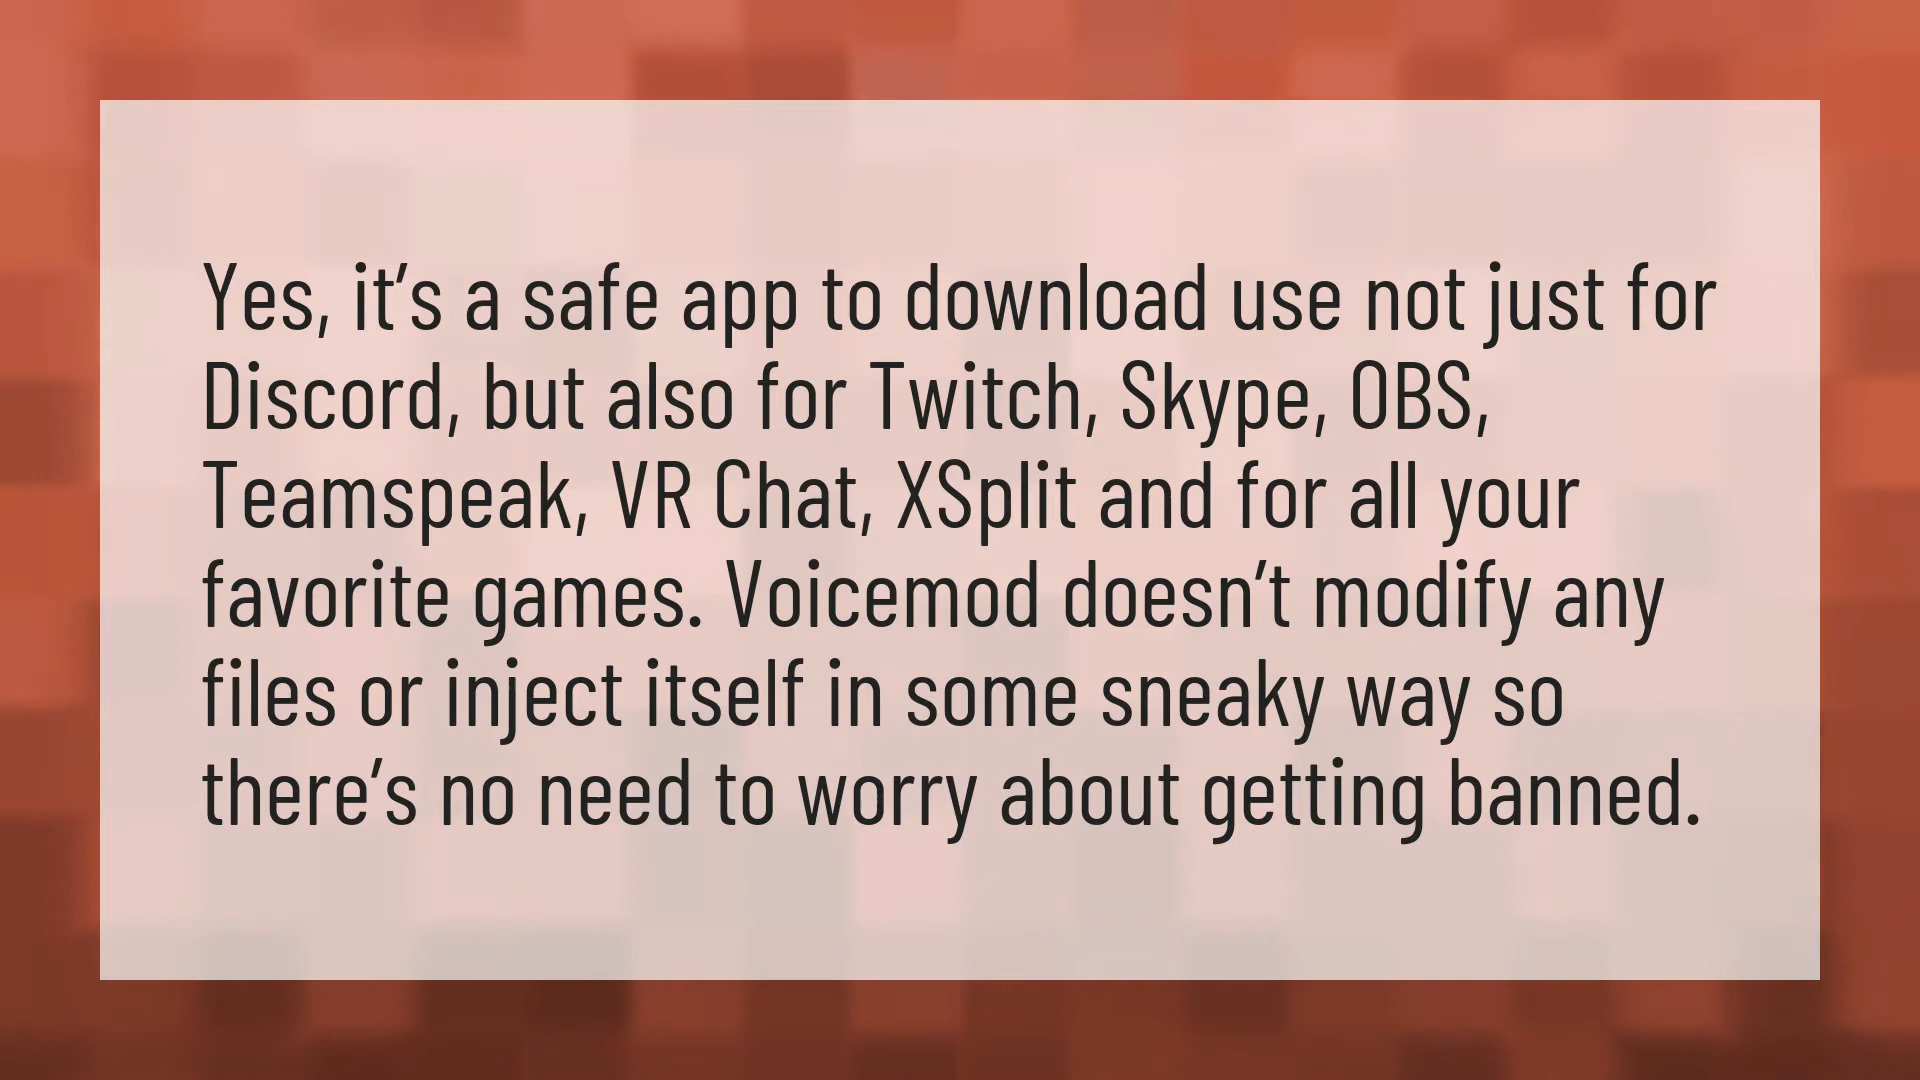 Yes, it’s a safe app to download use not just for
Discord, but also for Twitch, Skype, OBS,
Teamspeak, VR Chat, XSplit and for all your
favorite games. Voicemod doesn’t modify any
files or inject itself in some sneaky way so
there’s no need to worry about getting banned.